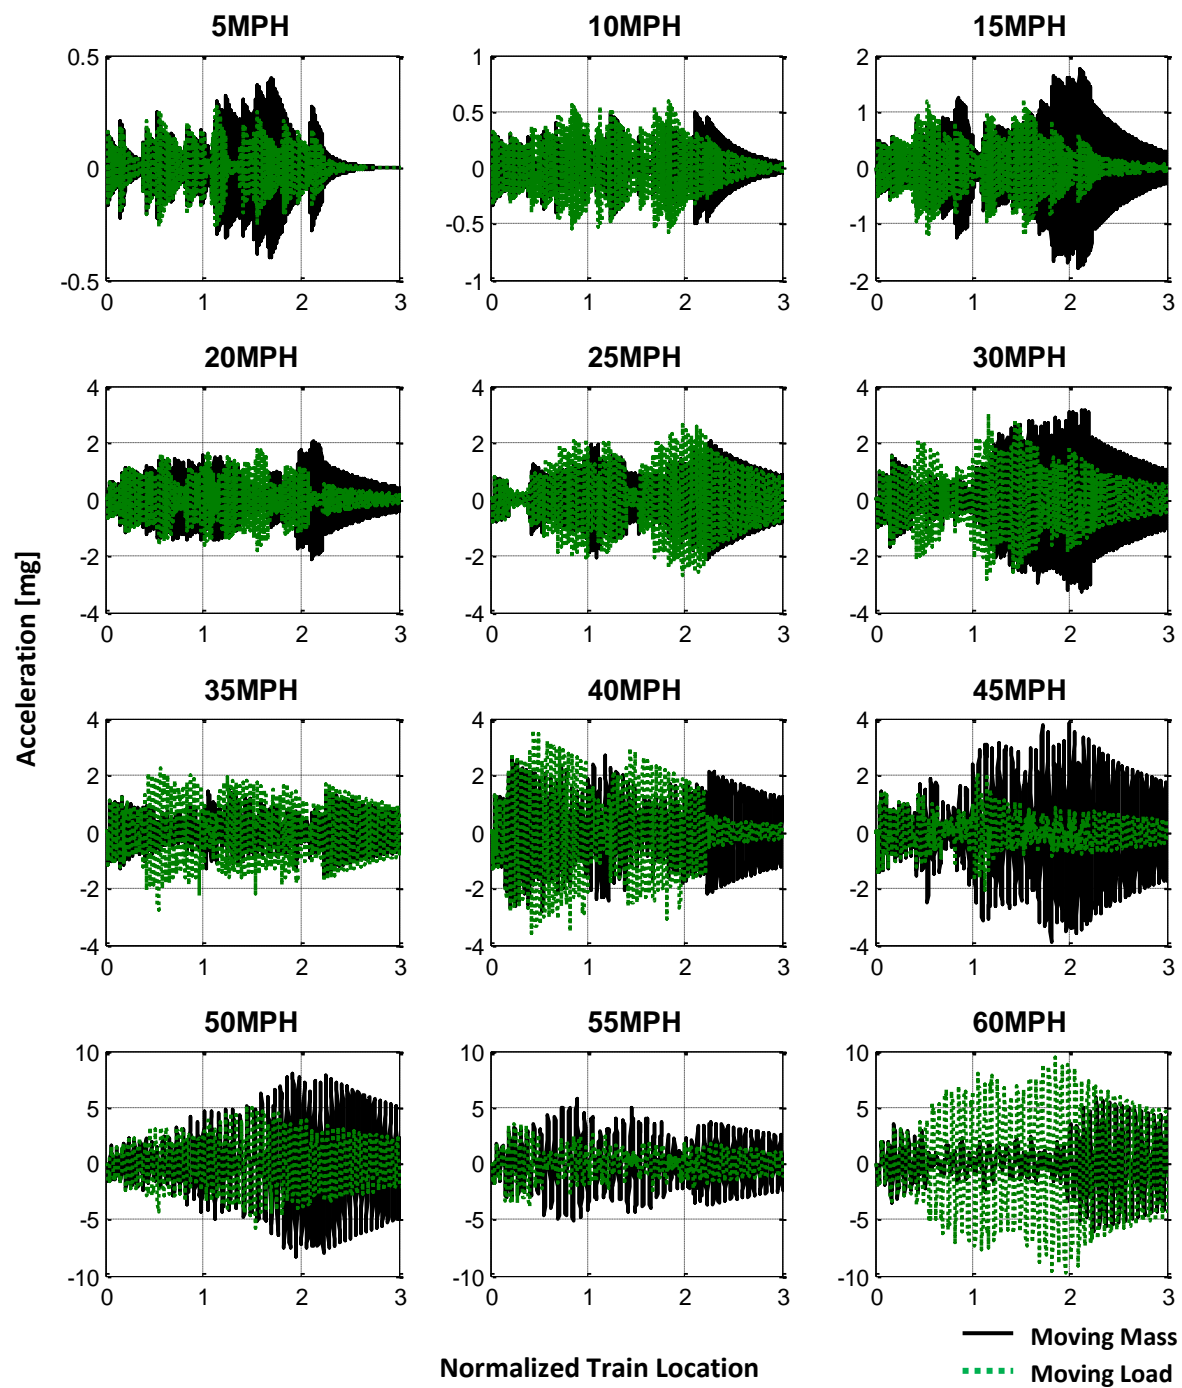 5MPH 10MPH 15MPH
0.5 1 2
0 0.5 1
-0.5 0 0
-0.5 -1
-1 -2
0 1 2 3 0 1 2 3 0 1 2 3
20MPH 25MPH 30MPH
4 4 4
2 2 2
0 0 0
-2 -2 -2
-4 -4 -4
0 1 2 3 0 1 2 3 0 1 2 3
Acceleration [mg]
35MPH 40MPH 45MPH
4 4 4
2 2 2
0 0 0
-2 -2 -2
-4 -4 -4
0 1 2 3 0 1 2 3 0 1 2 3
50MPH 55MPH 60MPH
10 10 10
5 5 5
0 0 0
-5 -5 -5
-10 -10 -10
0 1 2 3 0 1 2 3 0 1 2 3
Moving Mass
Normalized Train Location
Moving Load